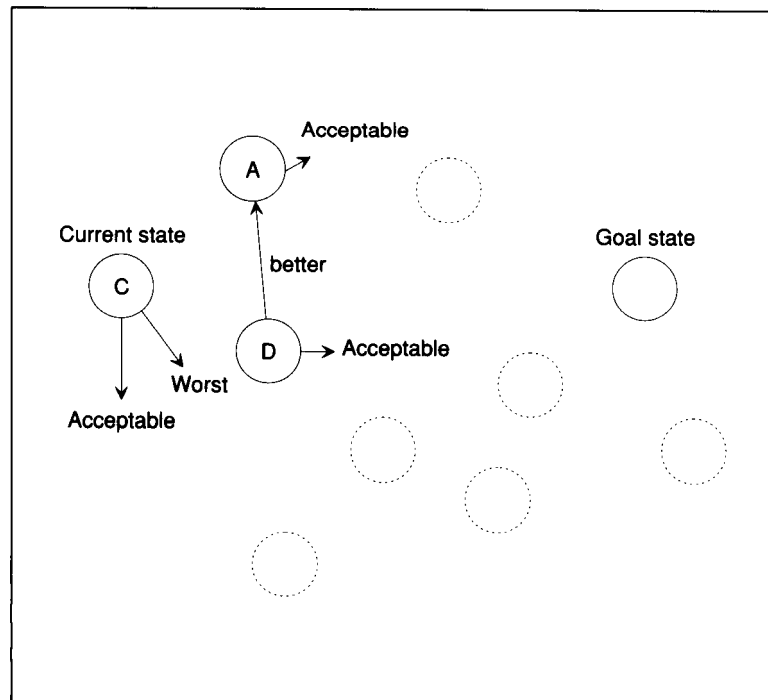 Acceptable
A
Current state
Goal state
better
C
D
Acceptable
Worst
Acceptable